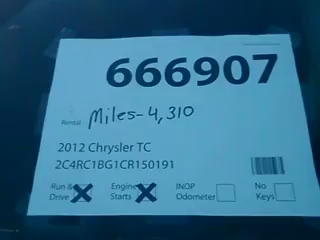 666907
Rental Miles-4,310
2012 Chrysler TC
2C4RC1BG1CR150191
Run & Drive Engine Starts INOP Odometer No Keys